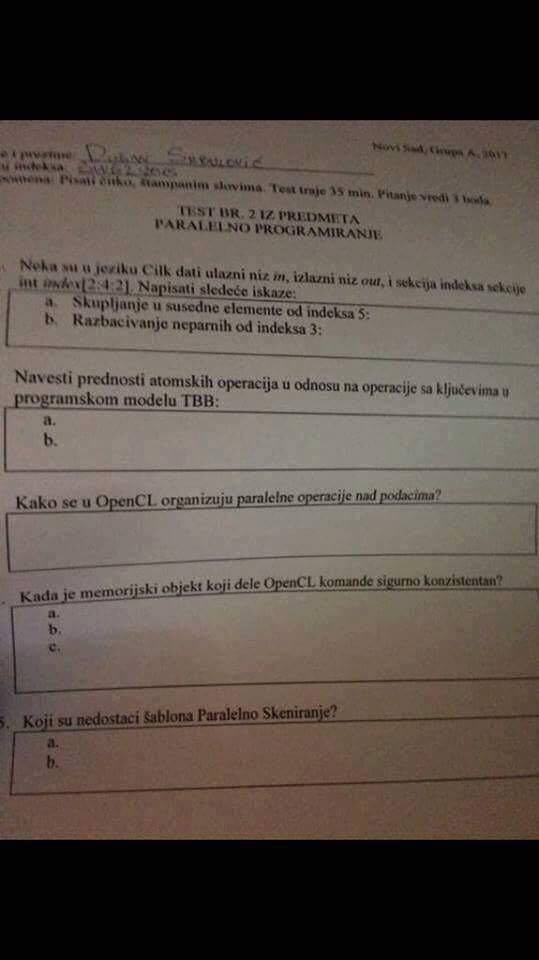 e i prezime:
Novi Sad, Grupa A, 2017
indeksa:
pomena: Pisati čitko, štampanim slovima. Test traje 35 min. Pitanje vredi 3 boda.
TEST BR. 2 IZ PREDMETA
PARALELNO PROGRAMIRANJE
Neka su u jeziku Cilk dati ulazni niz in, izlazni niz out, i sekcija indeksa sekcije
int index[2:4:2]. Napisati sledeće iskaze:
a. Skupljanje u susedne elemente od indeksa 5:
b. Razbacivanje neparnih od indeksa 3:
Navesti prednosti atomskih operacija u odnosu na operacije sa ključevima u
programskom modelu TBB:
a.
b.
Kako se u OpenCL organizuju paralelne operacije nad podacima?
Kada je memorijski objekt koji dele OpenCL komande sigurno konzistentan?
a.
b.
c.
5. Koji su nedostaci šablona Paralelno Skeniranje?
a.
b.